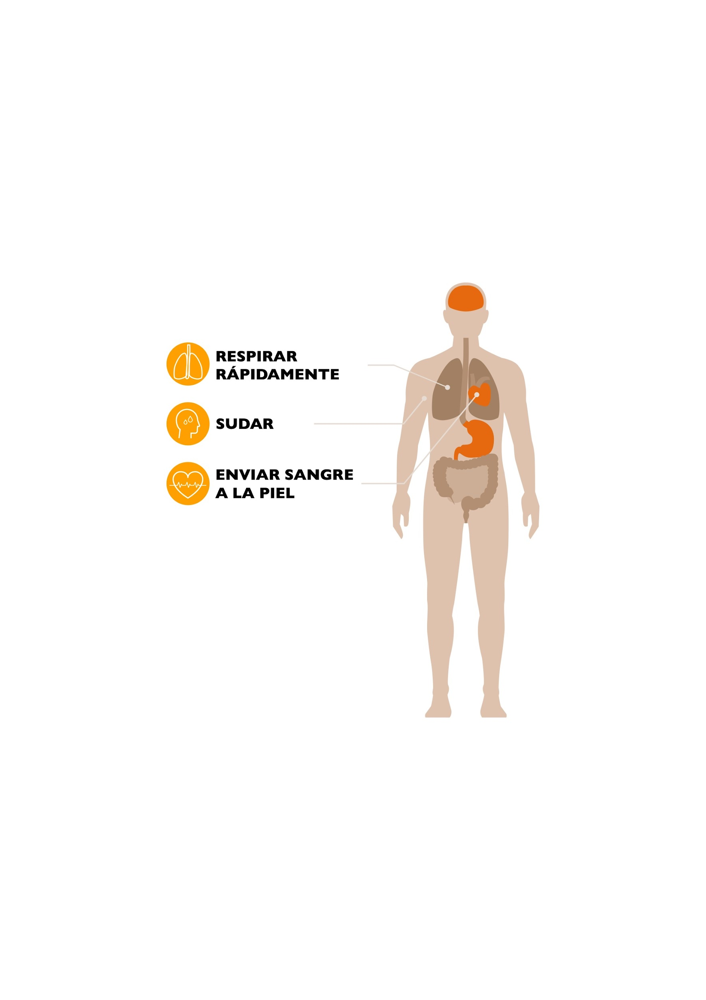 RESPIRAR
RÁPIDAMENTE
SUDAR
ENVIAR SANGRE
A LA PIEL